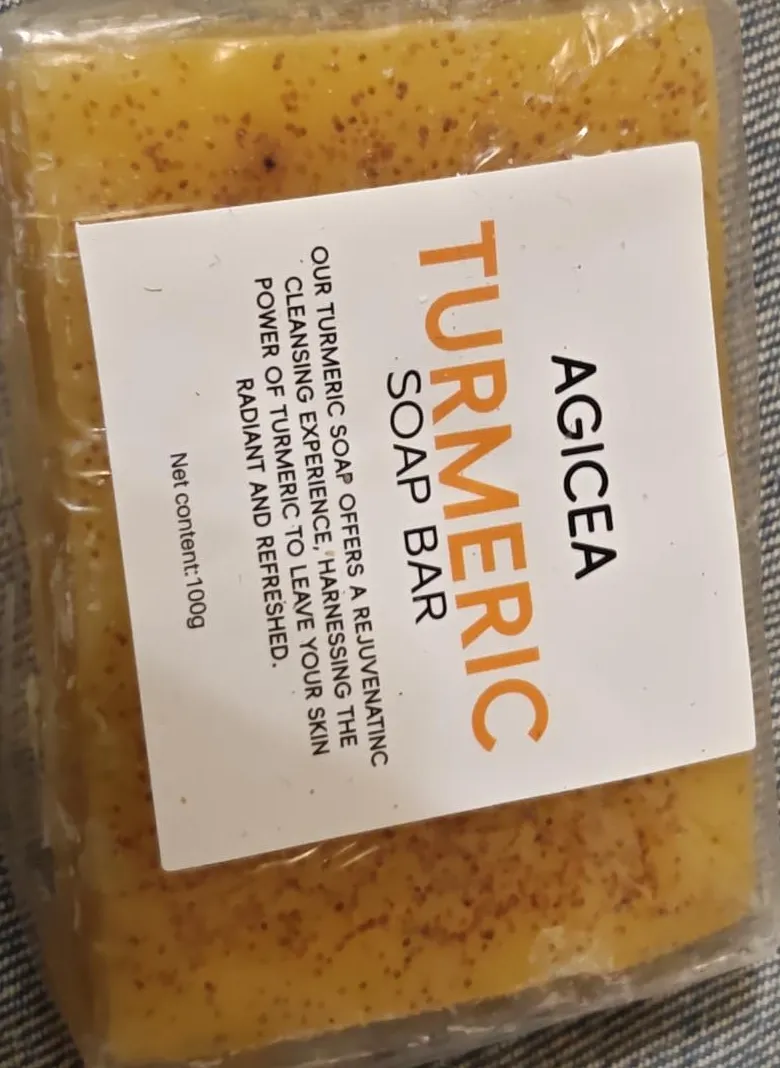 AGICEA
TURMERIC
SOAP BAR
OUR TURMERIC SOAP OFFERS A REJUVENATING
CLEANSING EXPERIENCE, HARNESSING THE
POWER OF TURMERIC TO LEAVE YOUR SKIN
RADIANT AND REFRESHED.
Net content:100g